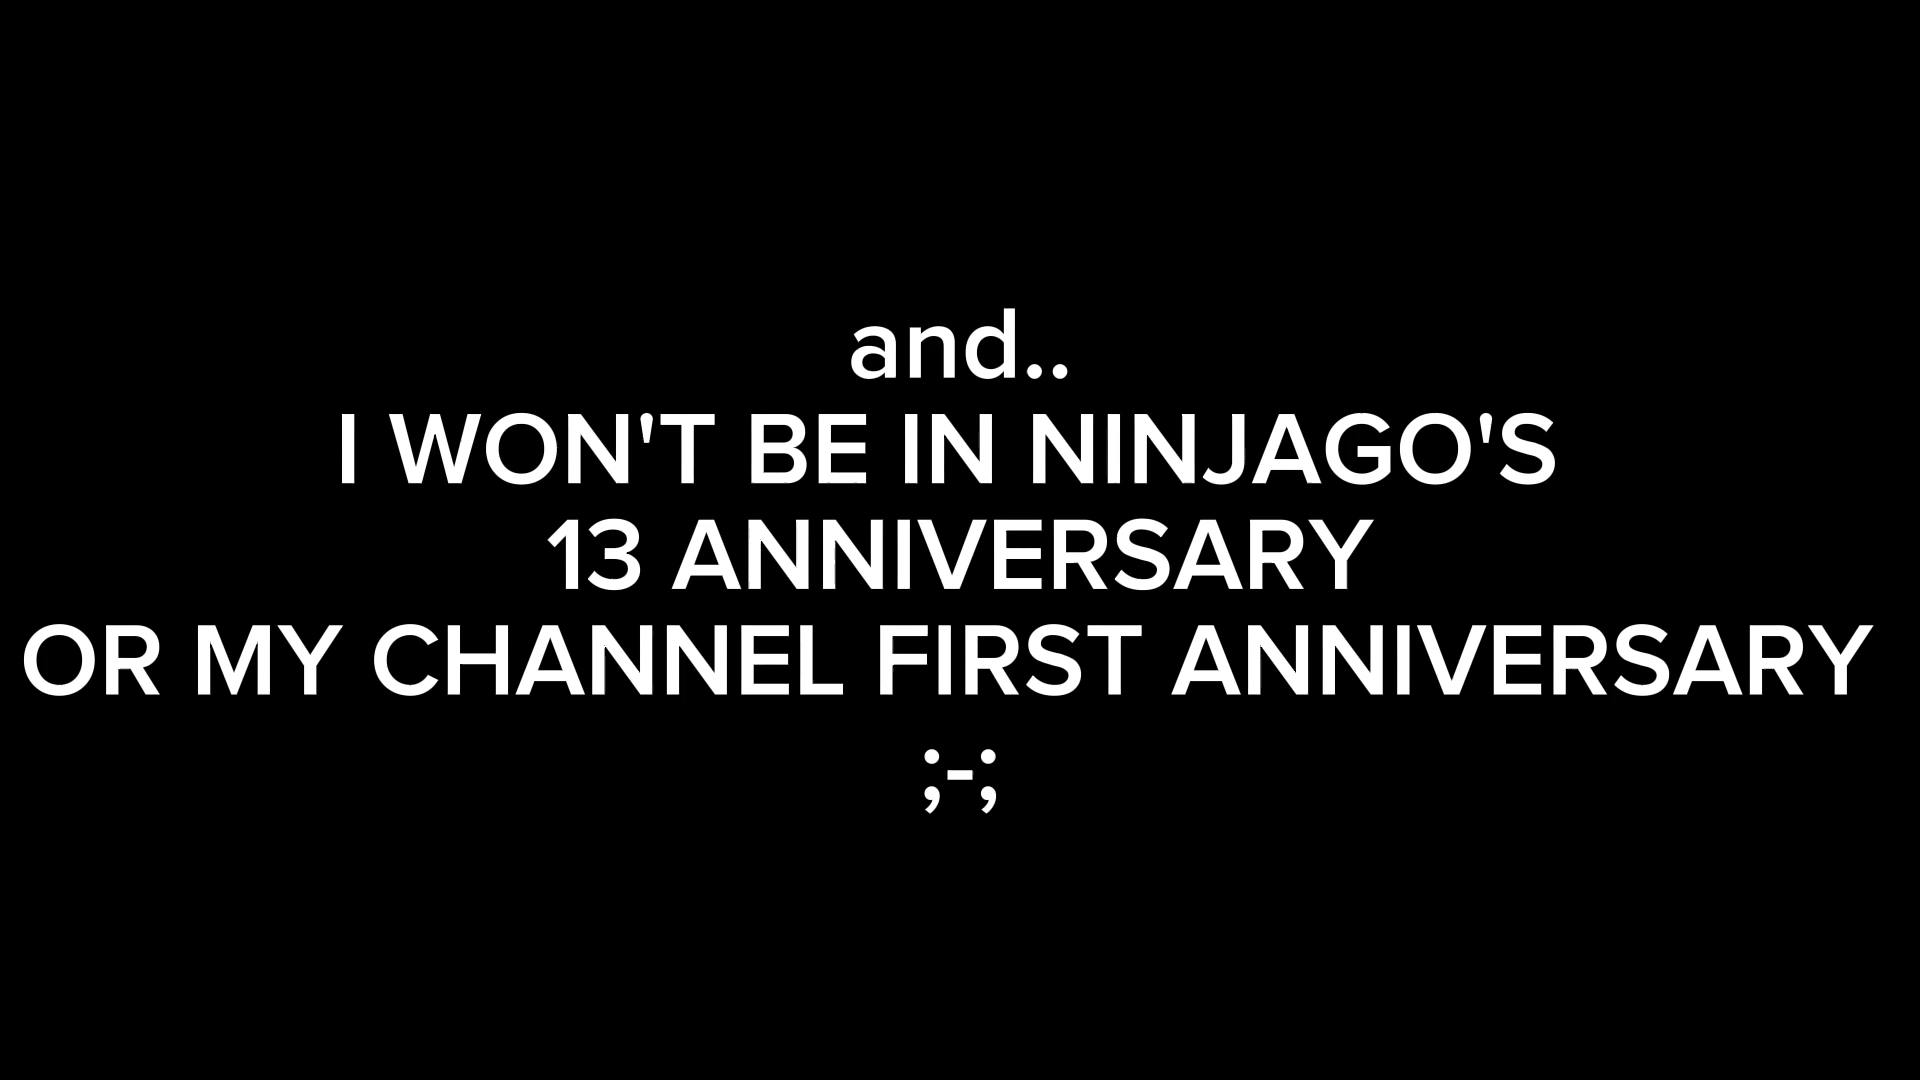 and..
I WON'T BE IN NINJAGO'S
13 ANNIVERSARY
OR MY CHANNEL FIRST ANNIVERSARY
;-;